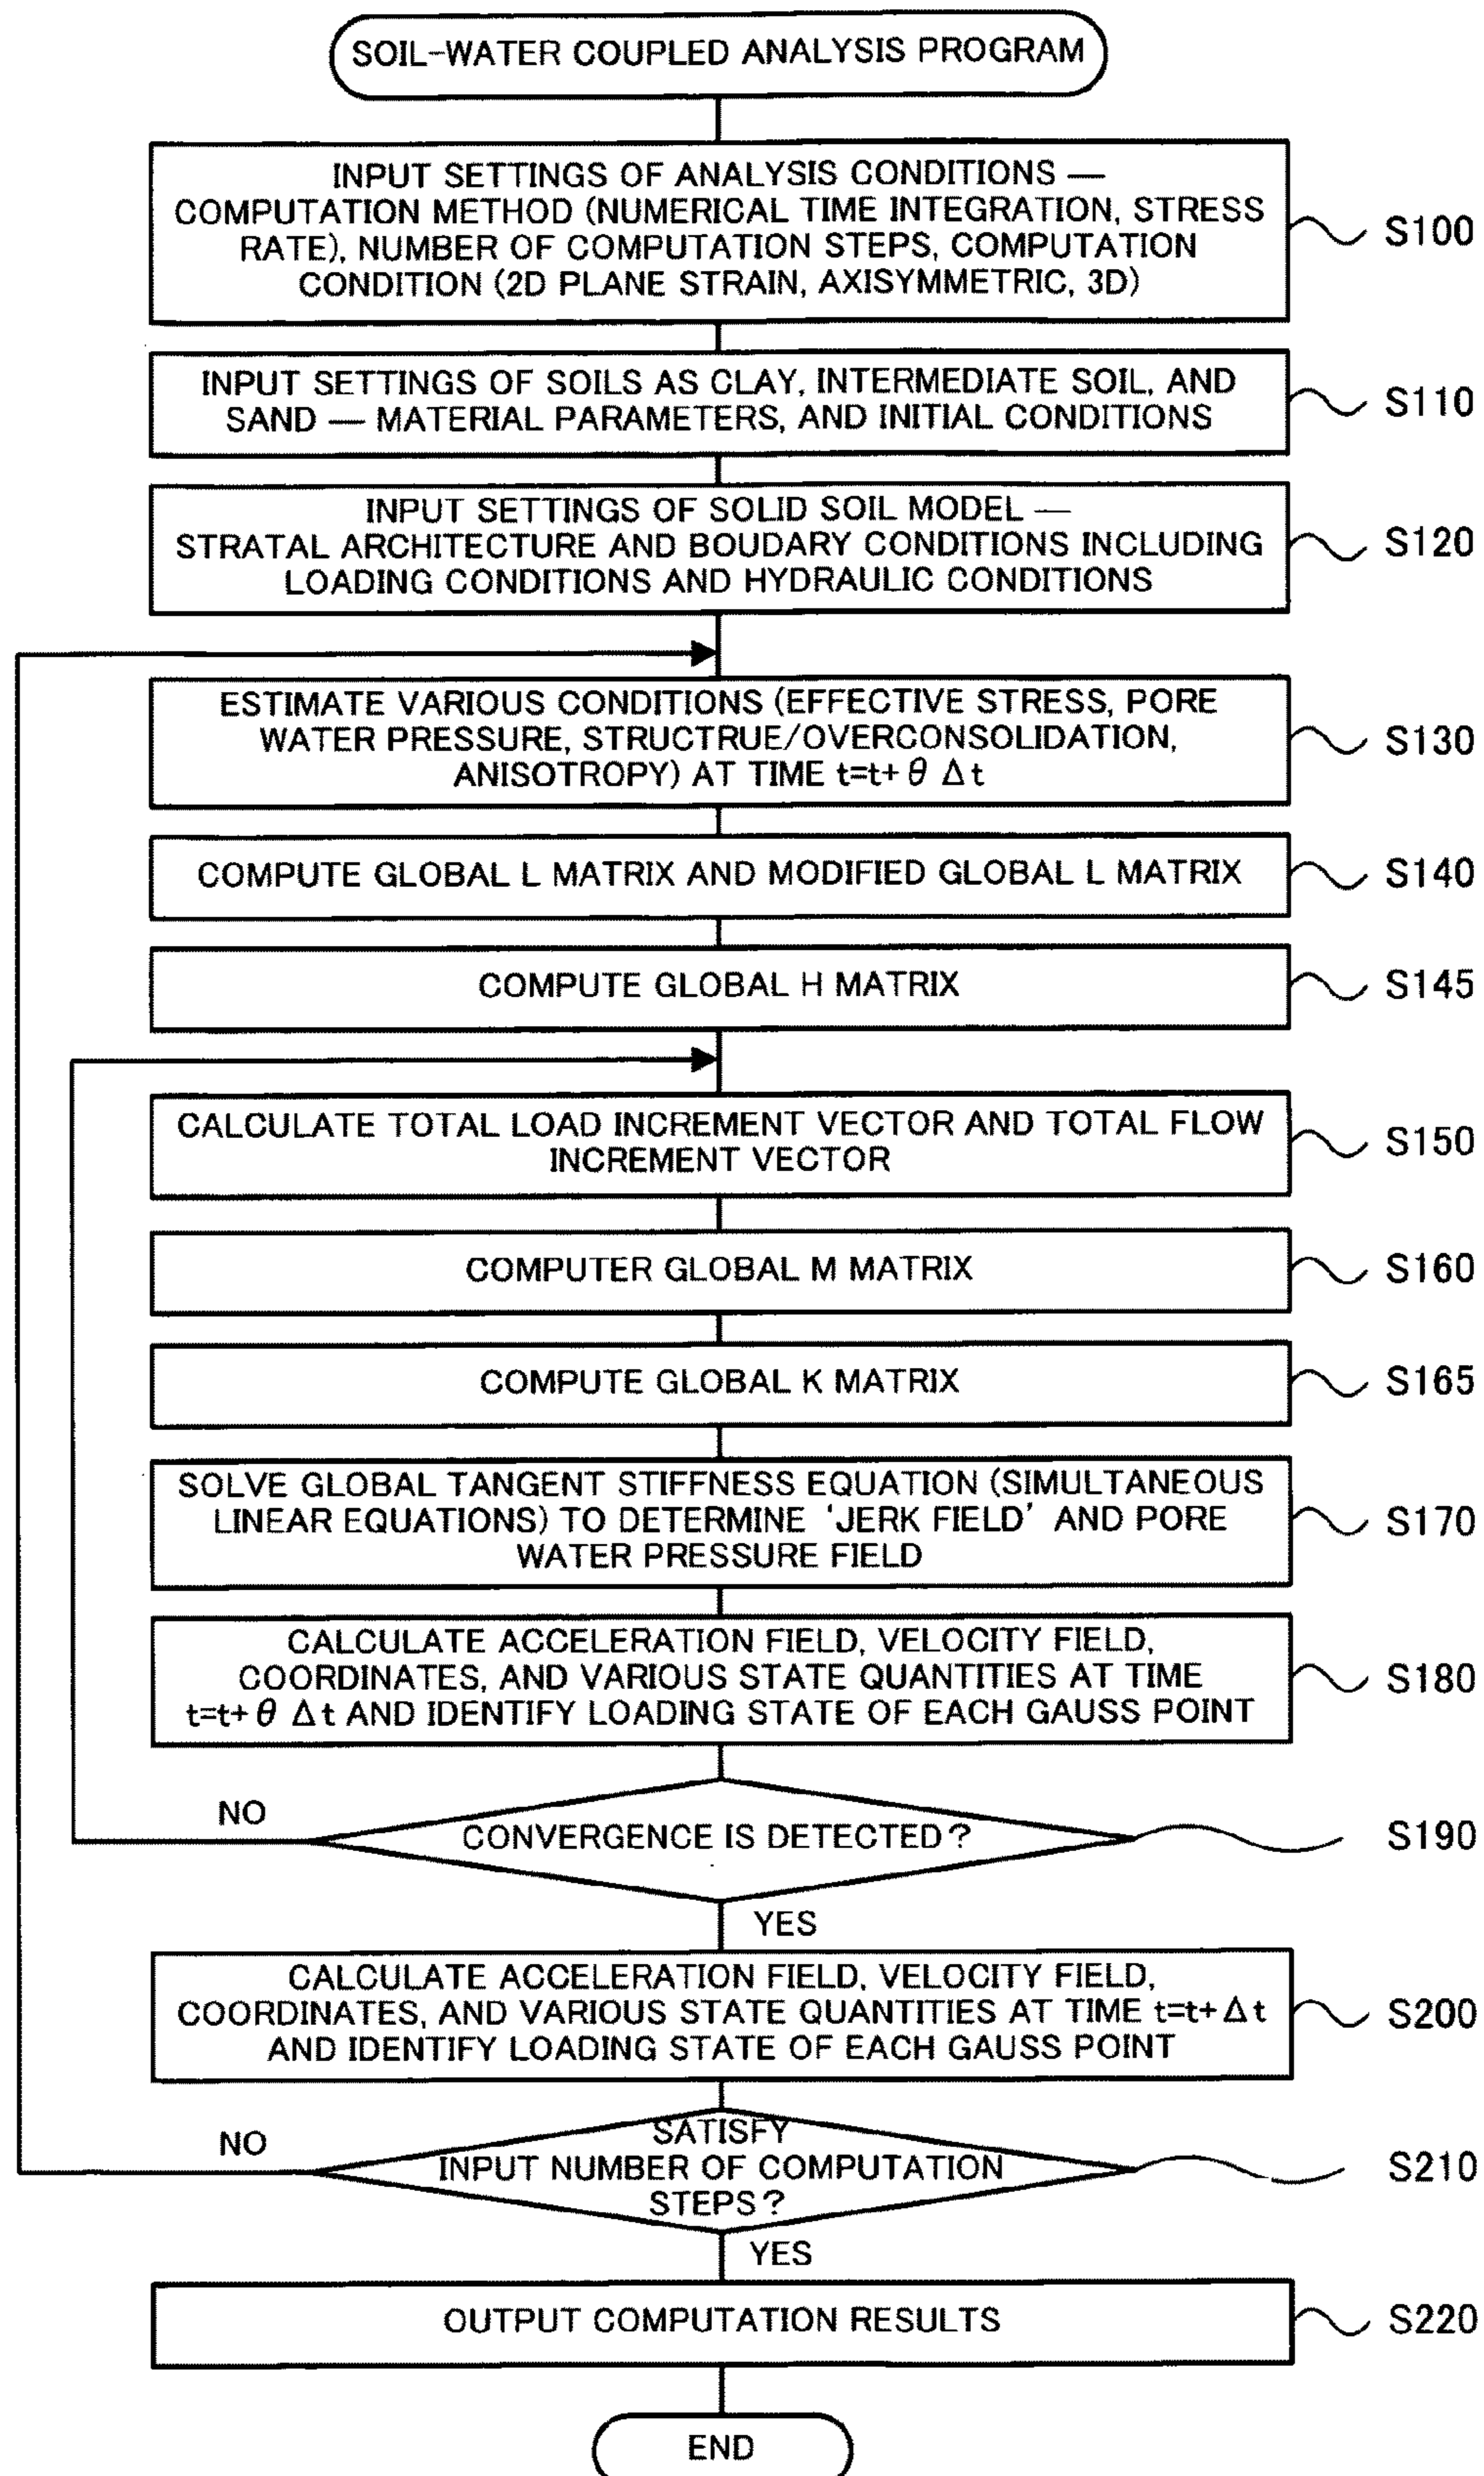 SOIL-WATER COUPLED ANALYSIS PROGRAM
INPUT SETTINGS OF ANALYSIS CONDITIONS —
COMPUTATION METHOD (NUMERICAL TIME INTEGRATION, STRESS
RATE), NUMBER OF COMPUTATION STEPS, COMPUTATION
CONDITION (2D PLANE STRAIN, AXISYMMETRIC, 3D)
S100
INPUT SETTINGS OF SOILS AS CLAY, INTERMEDIATE SOIL, AND
SAND — MATERIAL PARAMETERS, AND INITIAL CONDITIONS
S110
INPUT SETTINGS OF SOLID SOIL MODEL —
STRATAL ARCHITECTURE AND BOUDARY CONDITIONS INCLUDING
LOADING CONDITIONS AND HYDRAULIC CONDITIONS
S120
ESTIMATE VARIOUS CONDITIONS (EFFECTIVE STRESS, PORE
WATER PRESSURE, STRUCTRUE/OVERCONSOLIDATION,
ANISOTROPY) AT TIME t=t+ θ Δt
S130
COMPUTE GLOBAL L MATRIX AND MODIFIED GLOBAL L MATRIX
S140
COMPUTE GLOBAL H MATRIX
S145
CALCULATE TOTAL LOAD INCREMENT VECTOR AND TOTAL FLOW
INCREMENT VECTOR
S150
COMPUTER GLOBAL M MATRIX
S160
COMPUTE GLOBAL K MATRIX
S165
SOLVE GLOBAL TANGENT STIFFNESS EQUATION (SIMULTANEOUS
LINEAR EQUATIONS) TO DETERMINE ‘JERK FIELD’ AND PORE
WATER PRESSURE FIELD
S170
CALCULATE ACCELERATION FIELD, VELOCITY FIELD,
COORDINATES, AND VARIOUS STATE QUANTITIES AT TIME
t=t+ θ Δt AND IDENTIFY LOADING STATE OF EACH GAUSS POINT
S180
NO
CONVERGENCE IS DETECTED?
S190
YES
CALCULATE ACCELERATION FIELD, VELOCITY FIELD,
COORDINATES, AND VARIOUS STATE QUANTITIES AT TIME t=t+Δt
AND IDENTIFY LOADING STATE OF EACH GAUSS POINT
S200
NO
SATISFY
INPUT NUMBER OF COMPUTATION
STEPS?
S210
YES
OUTPUT COMPUTATION RESULTS
S220
END